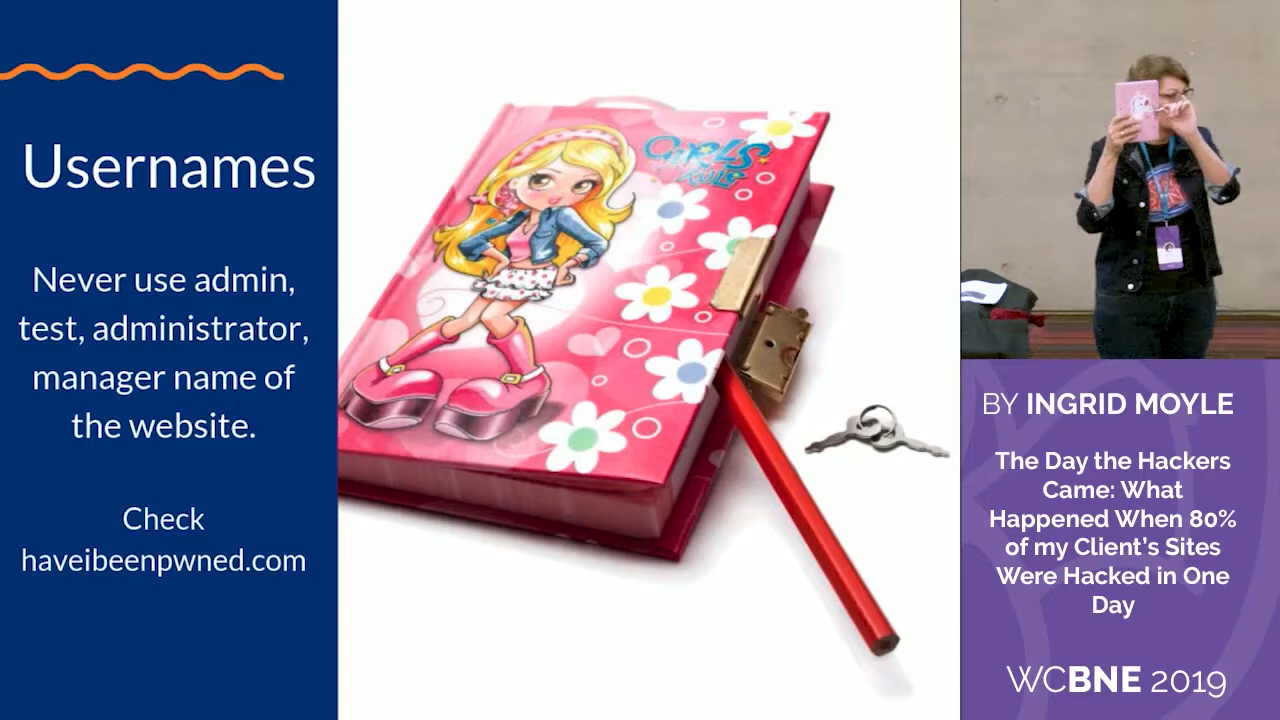 Usernames
Never use admin,
test, administrator,
manager name of
the website.
Check
haveibeenpwned.com
GIRLS
RULE
BY INGRID MOYLE
The Day the Hackers
Came: What
Happened When 80%
of my Client's Sites
Were Hacked in One
Day
WCBNE 2019